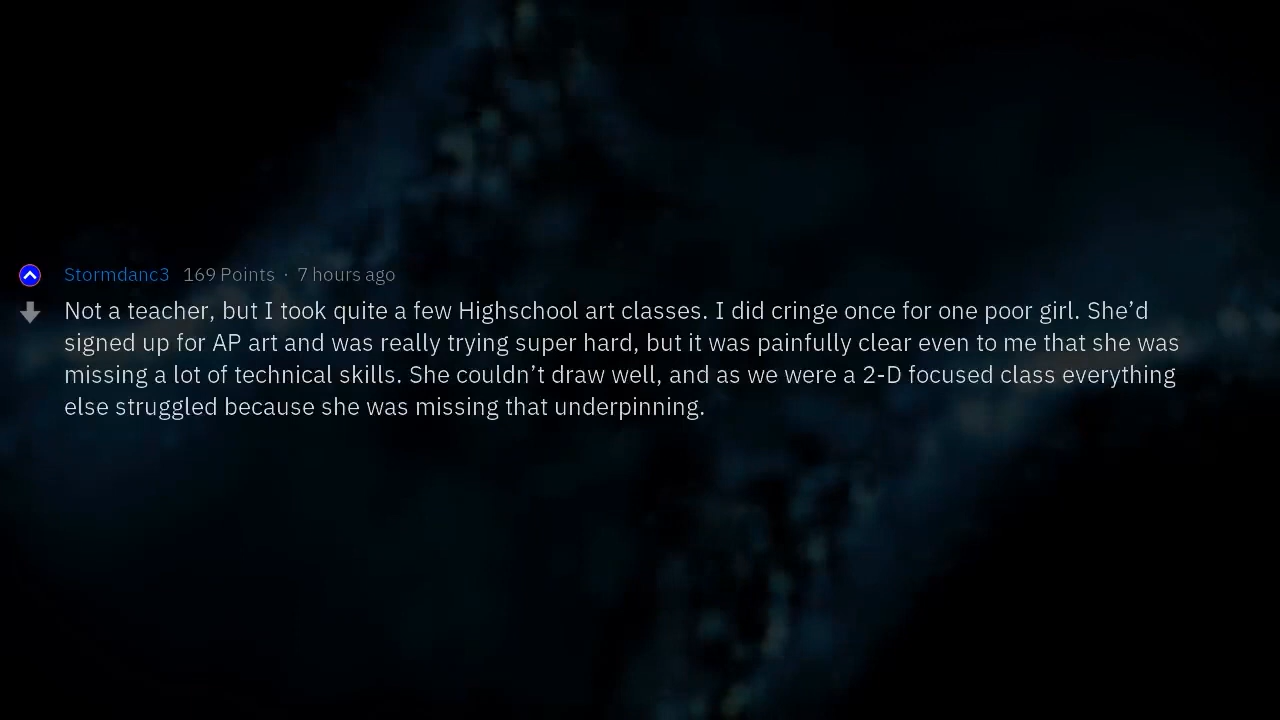 Stormdanc3 169 Points · 7 hours ago
Not a teacher, but I took quite a few Highschool art classes. I did cringe once for one poor girl. She’d
signed up for AP art and was really trying super hard, but it was painfully clear even to me that she was
missing a lot of technical skills. She couldn’t draw well, and as we were a 2-D focused class everything
else struggled because she was missing that underpinning.